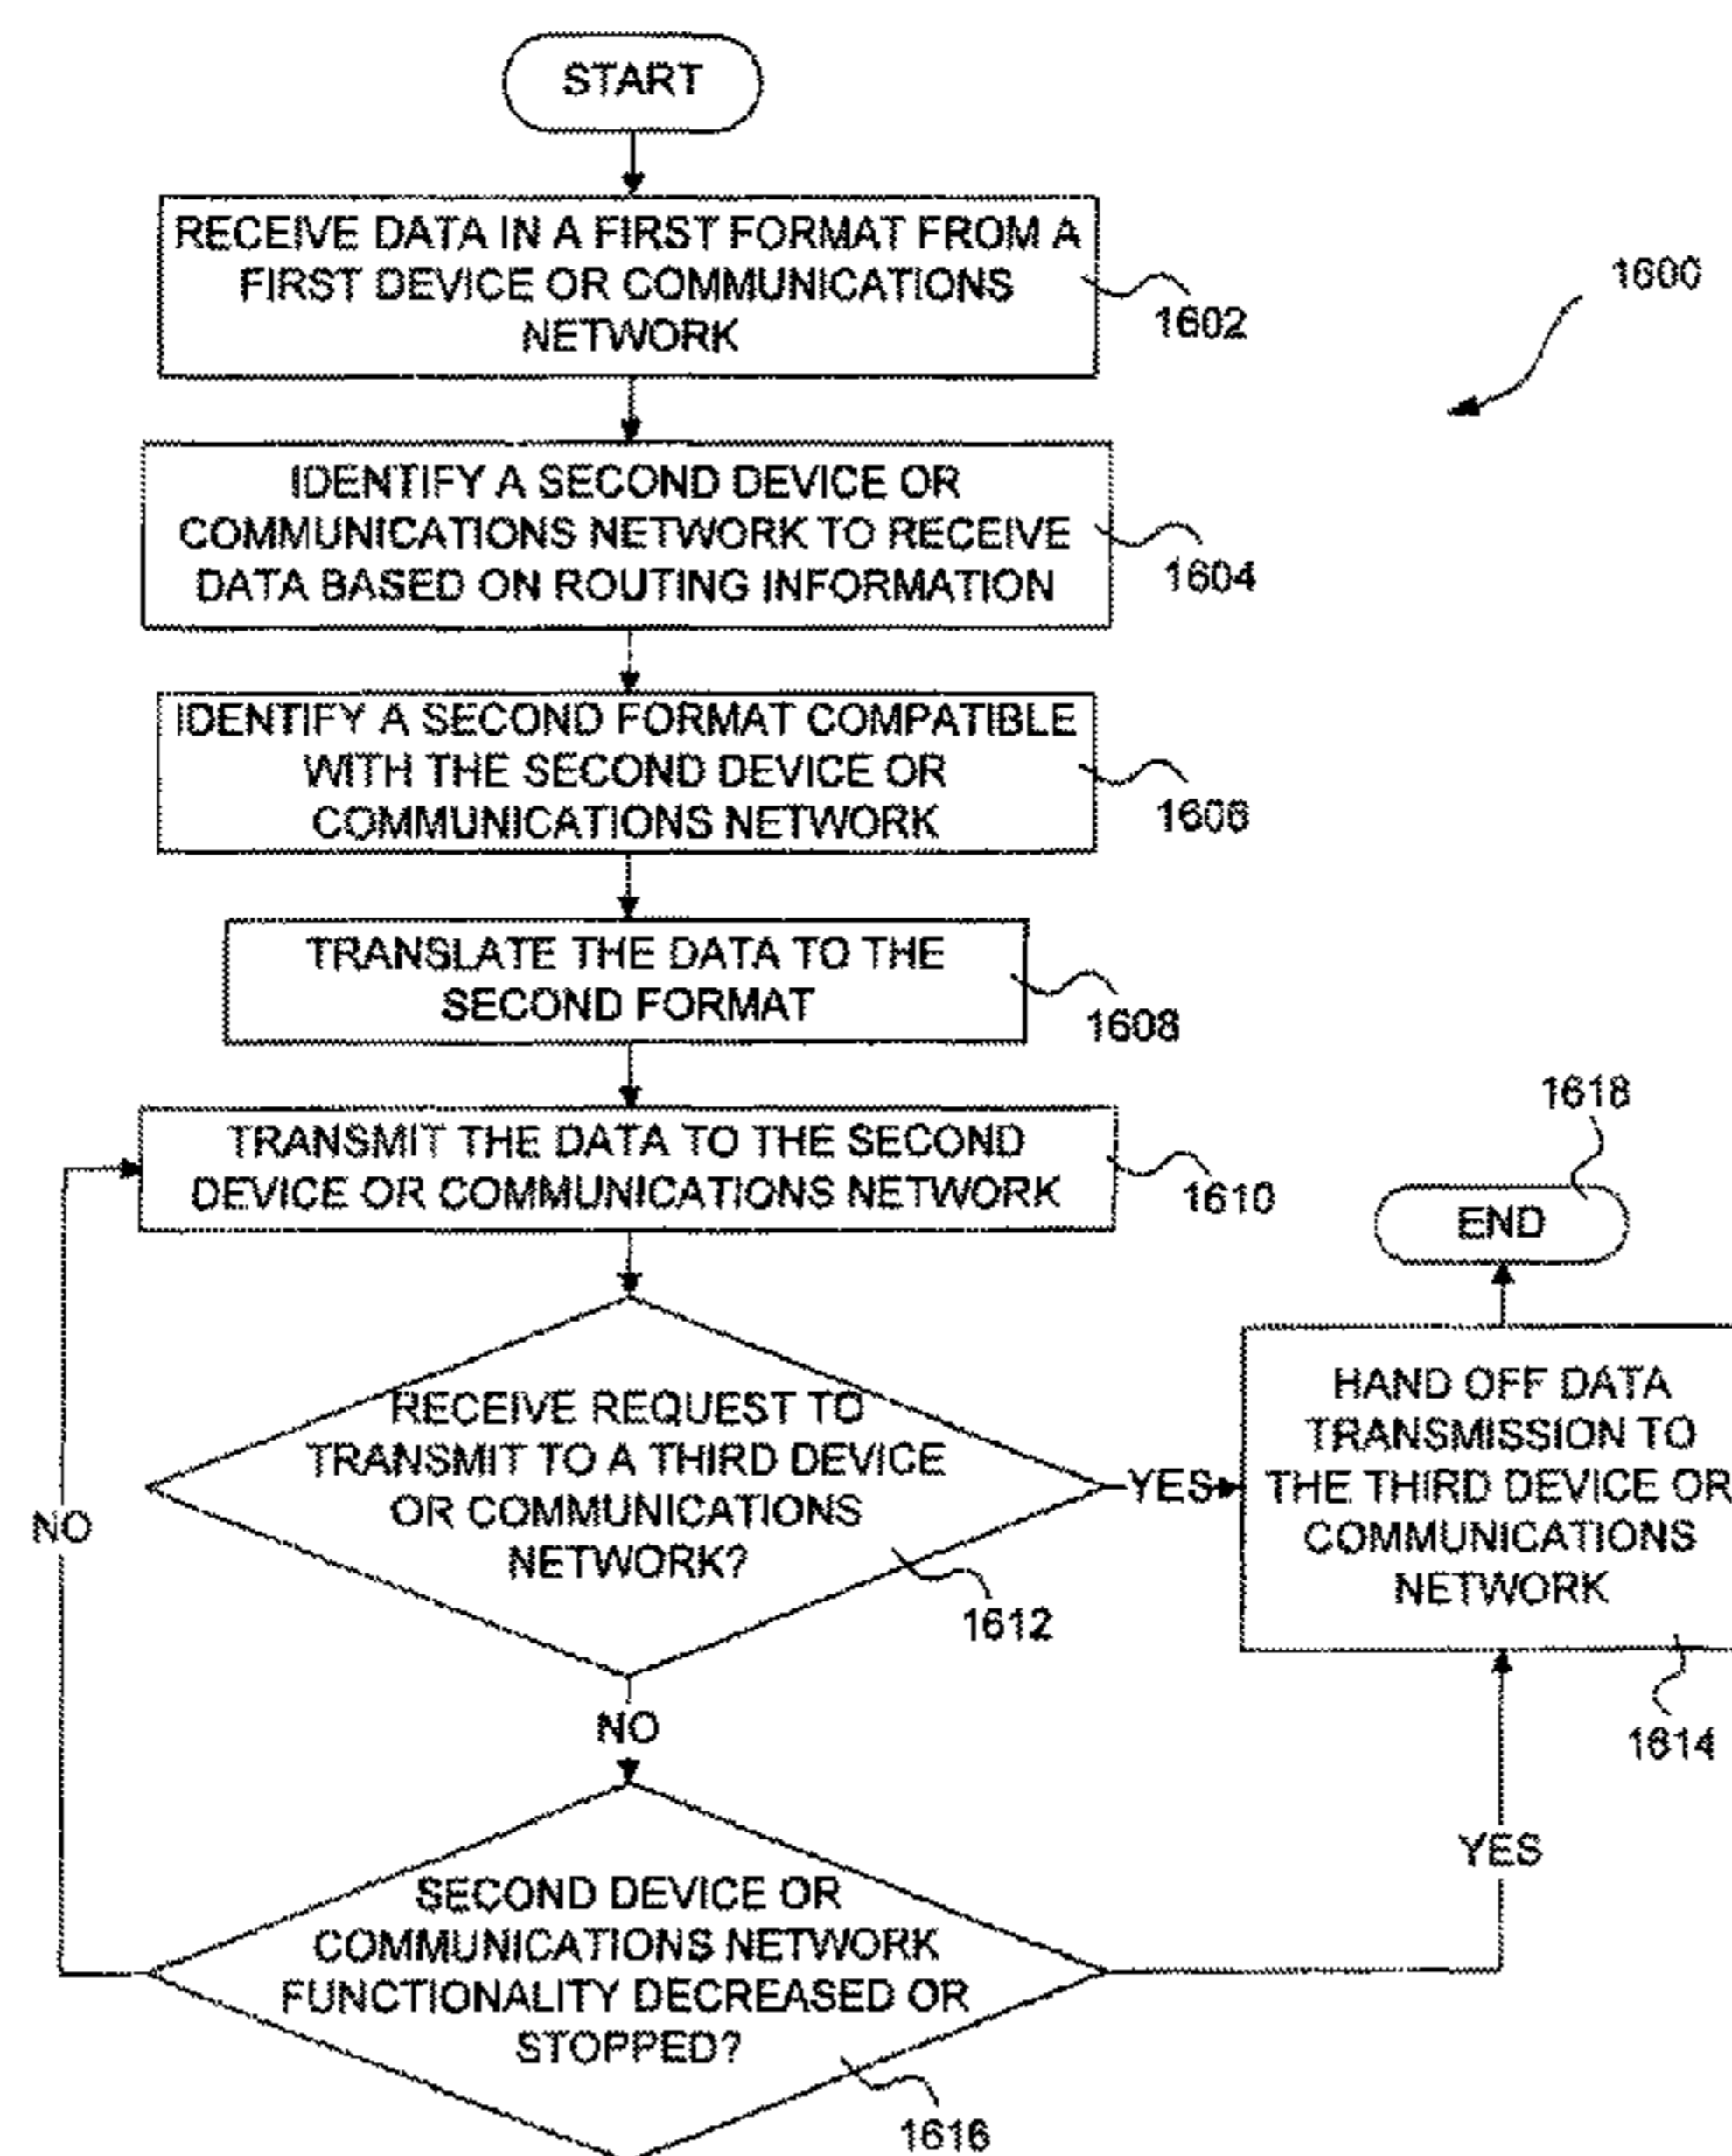 START
RECEIVE DATA IN A FIRST FORMAT FROM A
FIRST DEVICE OR COMMUNICATIONS
NETWORK
1602
1600
IDENTIFY A SECOND DEVICE OR
COMMUNICATIONS NETWORK TO RECEIVE
DATA BASED ON ROUTING INFORMATION
1604
IDENTIFY A SECOND FORMAT COMPATIBLE
WITH THE SECOND DEVICE OR
COMMUNICATIONS NETWORK
1606
TRANSLATE THE DATA TO THE
SECOND FORMAT
1608
TRANSMIT THE DATA TO THE SECOND
DEVICE OR COMMUNICATIONS NETWORK
1610
1618
END
RECEIVE REQUEST TO
TRANSMIT TO A THIRD DEVICE
OR COMMUNICATIONS
NETWORK?
1612
YES
HAND OFF DATA
TRANSMISSION TO
THE THIRD DEVICE OR
COMMUNICATIONS
NETWORK
1614
NO
NO
SECOND DEVICE OR
COMMUNICATIONS NETWORK
FUNCTIONALITY DECREASED OR
STOPPED?
1616
YES